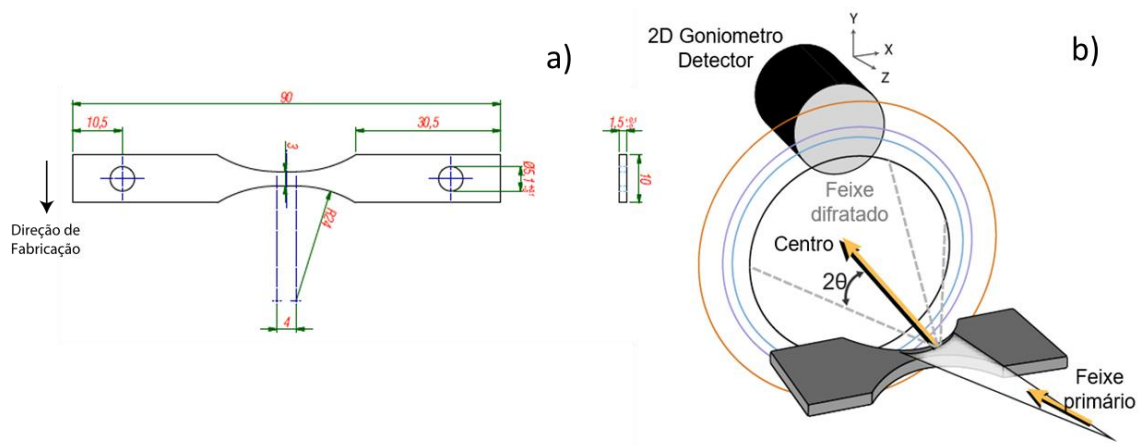 a)
90
10,5
30,5
3
R24
4
Ø5.1
1.5
10
Direção de
Fabricação
b)
2D Goniometro
Detector
Y
X
Z
Feixe
difratado
Centro
2θ
Feixe
primário